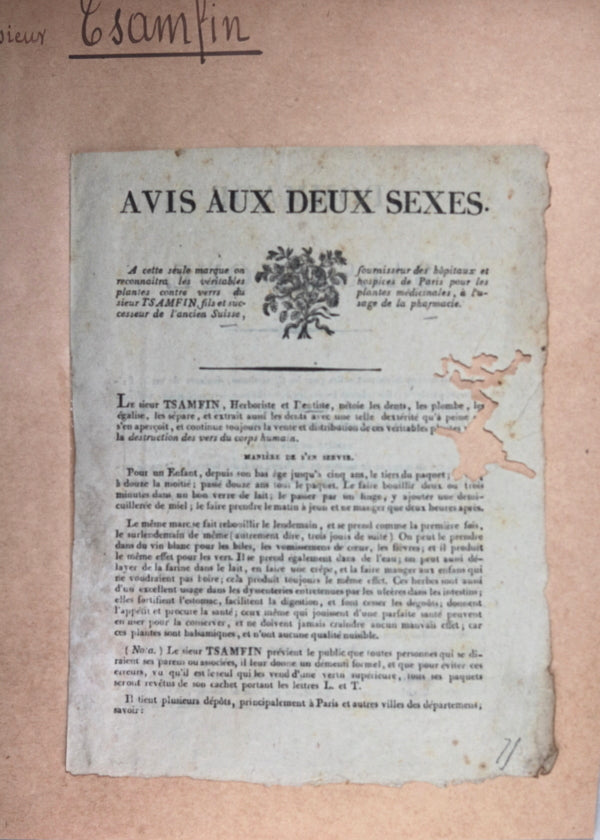 sieur Tsamfin
AVIS AUX DEUX SEXES.
A cette seule marque on
reconnaitra les véritables
plantes contre verrs du
sieur TSAMFIN fils et suc-
cesseur de l'ancien Suisse,
fournisseur des hôpitaux et
hospices de Paris pour les
plantes médicinales, à l'u-
sage de la pharmacie.
Le sieur TSAMFIN, Herboriste et Dentiste, nétoie les dents, les plombe, les
égalise, les sépare, et extrait aussi les dents avec une telle dextérité qu'à peine
s'en aperçoit, et continue toujours la vente et distribution de ces véritables plantes
la destruction des vers du corps humain.
MANIÈRE DE S'EN SERVIR.
Pour un Enfant, depuis son bas âge jusqu'à cinq ans, le tiers du paquet;
à douze la moitié; passé douze ans tout le paquet. Le faire bouillir deux ou trois
minutes dans un bon verre de lait; le passer par un linge, y ajouter une demi-
cuillerée de miel; le faire prendre le matin à jeun et ne manger que deux heures après.
Le même marc se fait rebouillir le lendemain, et se prend comme la première fois,
le surlendemain de même (autrement dire, trois jours de suite) On peut le prendre
dans du vin blanc pour les biles, les vomissement de cœur, les fièvres; et il produit
le même effet pour les vers. Il se prend également dans de l'eau; on peut aussi dé-
layer de la farine dans le lait, en faire une crêpe, et la faire manger aux enfans qui
ne voudraient pas boire; cela produit toujours le même effet. Ces herbes sont aussi
d'un excellent usage dans les dyssenteries entretenues par les ulcères dans les intestins;
elles fortifient l'estomac, facilitent la digestion, et font cesser les dégoûts; donnent
l'appétit et procure la santé; ceux même qui jouissent d'une parfaite santé peuvent
en user pour la conserver, et ne doivent jamais craindre aucun mauvais effet; car
ces plantes sont balsamiques, et n'ont aucune qualité nuisible.
(Nota.) Le sieur TSAMFIN prévient le public que toutes personnes qui se di-
raient ses parens ou associées, il leur donne un démenti formel, et que pour éviter ces
erreurs, vu qu'il est le seul qui les vend d'une vertu supérieure, tous ses paquets
seront revêtus de son cachet portant les lettres L. et T.
Il tient plusieurs dépôts, principalement à Paris et autres villes des département;
savoir: